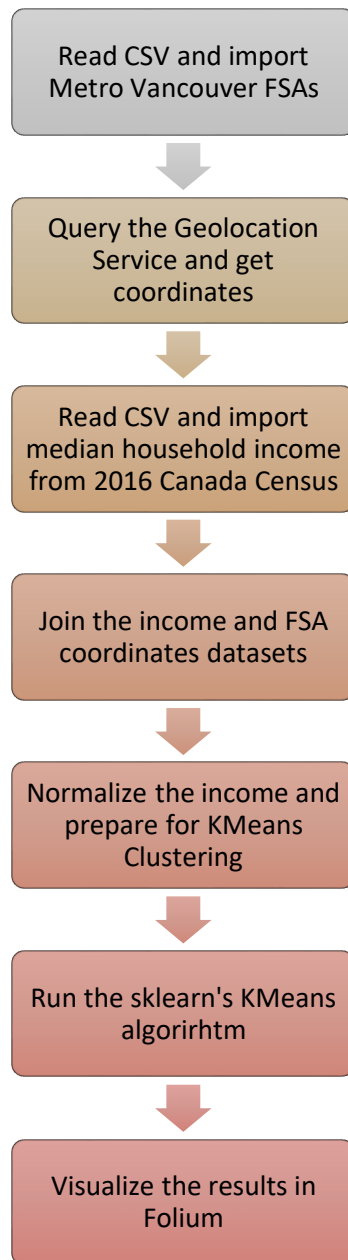 Read CSV and import
Metro Vancouver FSAs
Query the Geolocation
Service and get
coordinates
Read CSV and import
median household income
from 2016 Canada Census
Join the income and FSA
coordinates datasets
Normalize the income and
prepare for KMeans
Clustering
Run the sklearn's KMeans
algorirhtm
Visualize the results in
Folium